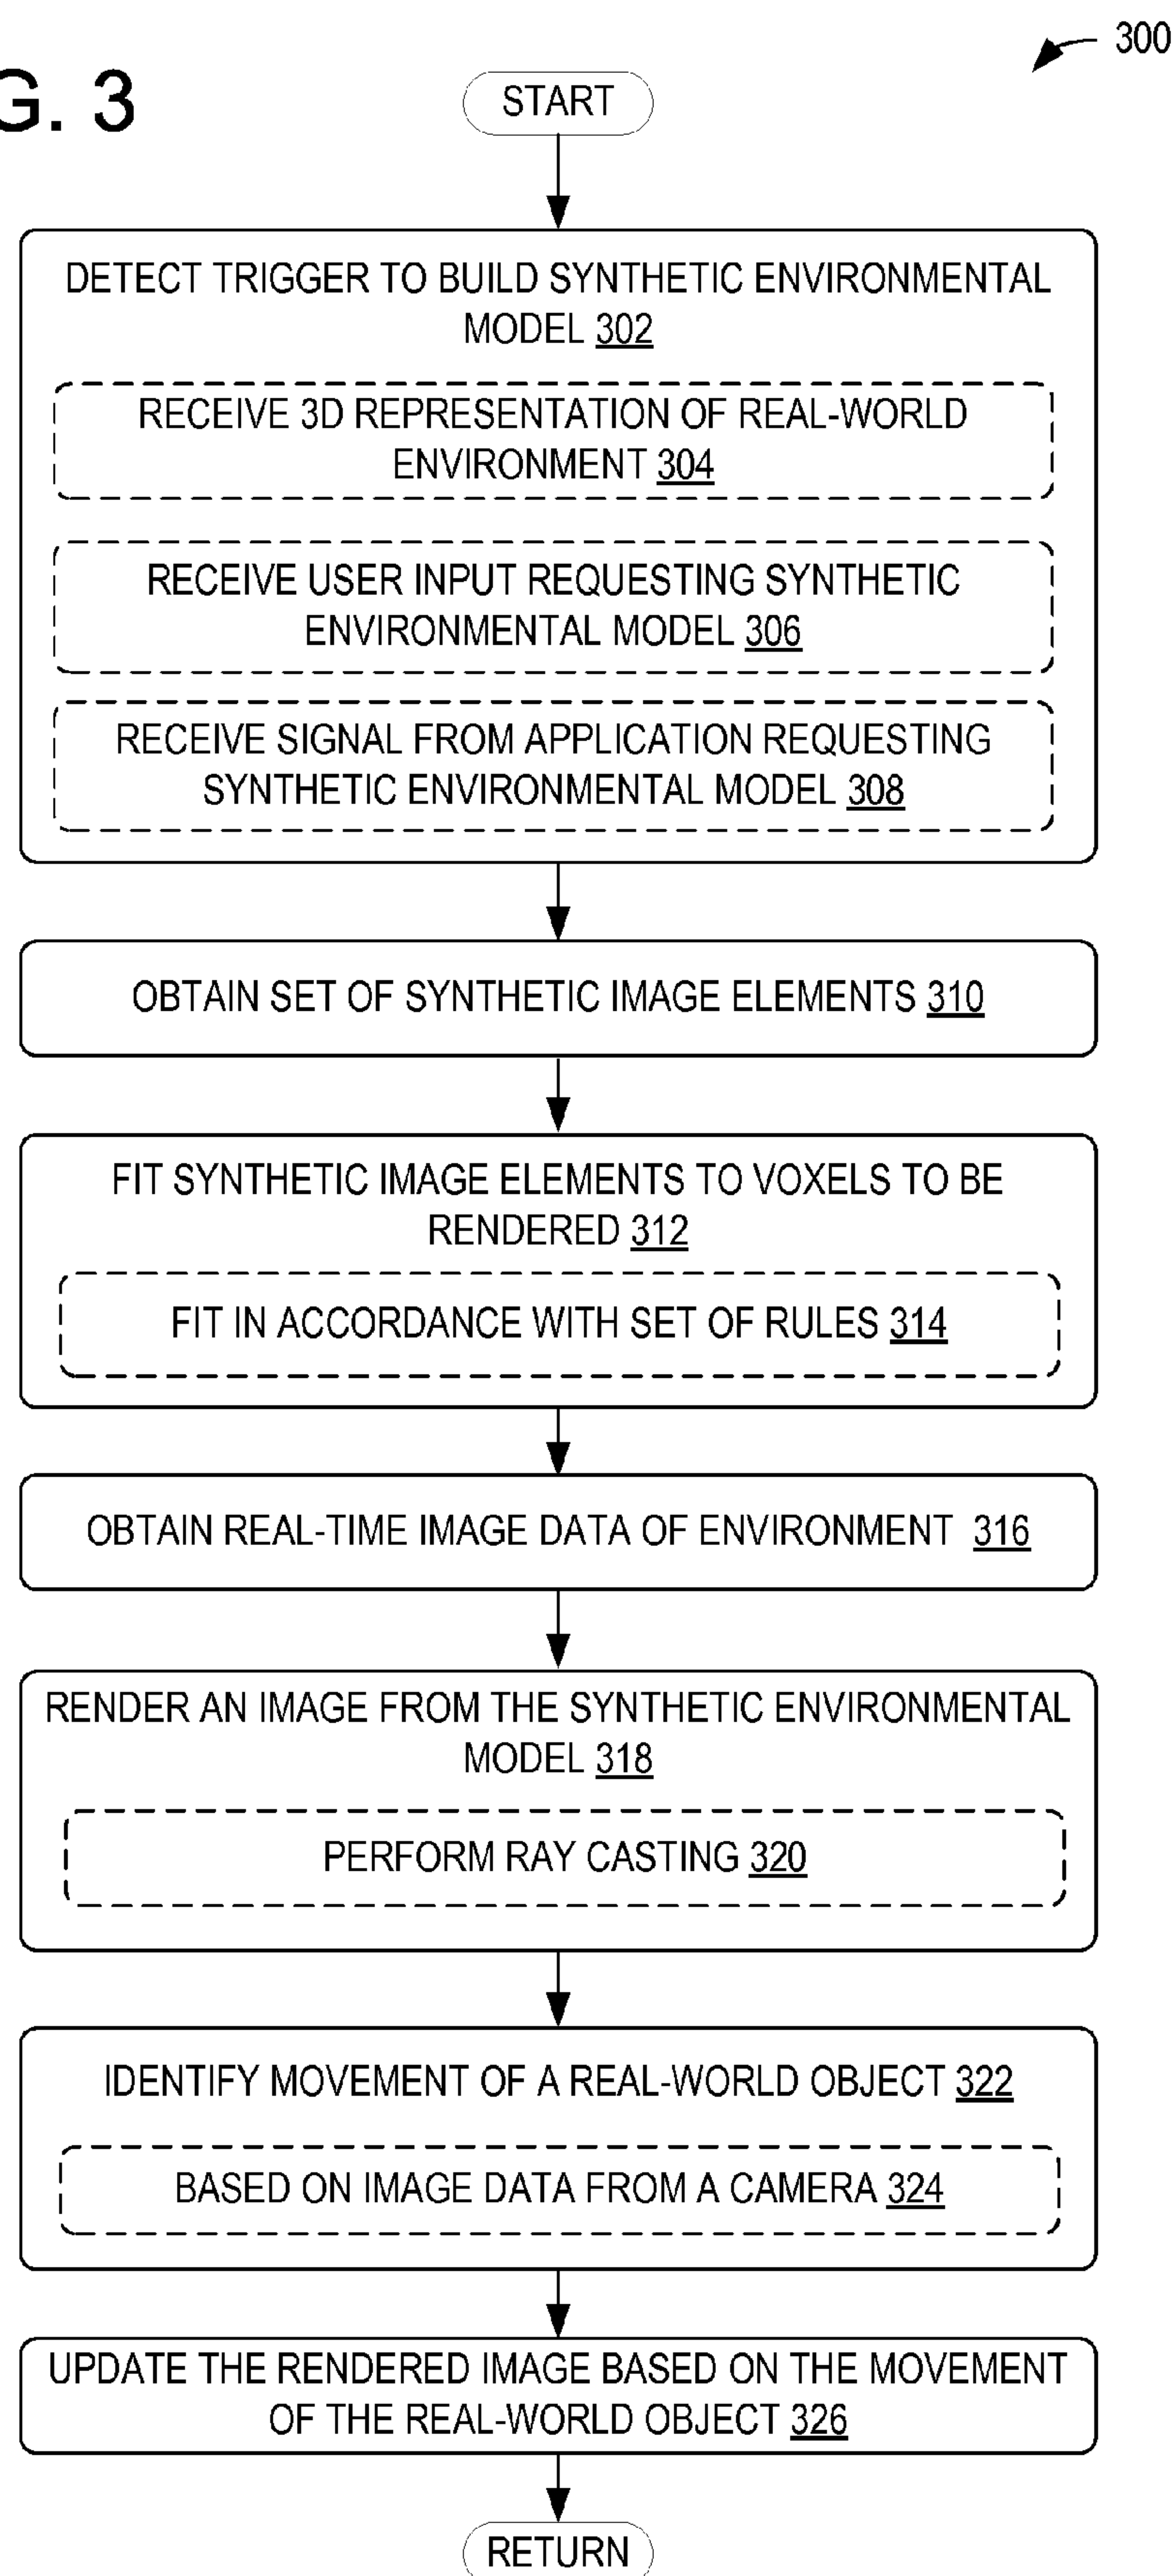 300
G. 3
START
DETECT TRIGGER TO BUILD SYNTHETIC ENVIRONMENTAL
MODEL 302
RECEIVE 3D REPRESENTATION OF REAL-WORLD
ENVIRONMENT 304
RECEIVE USER INPUT REQUESTING SYNTHETIC
ENVIRONMENTAL MODEL 306
RECEIVE SIGNAL FROM APPLICATION REQUESTING
SYNTHETIC ENVIRONMENTAL MODEL 308
OBTAIN SET OF SYNTHETIC IMAGE ELEMENTS 310
FIT SYNTHETIC IMAGE ELEMENTS TO VOXELS TO BE
RENDERED 312
FIT IN ACCORDANCE WITH SET OF RULES 314
OBTAIN REAL-TIME IMAGE DATA OF ENVIRONMENT 316
RENDER AN IMAGE FROM THE SYNTHETIC ENVIRONMENTAL
MODEL 318
PERFORM RAY CASTING 320
IDENTIFY MOVEMENT OF A REAL-WORLD OBJECT 322
BASED ON IMAGE DATA FROM A CAMERA 324
UPDATE THE RENDERED IMAGE BASED ON THE MOVEMENT
OF THE REAL-WORLD OBJECT 326
RETURN